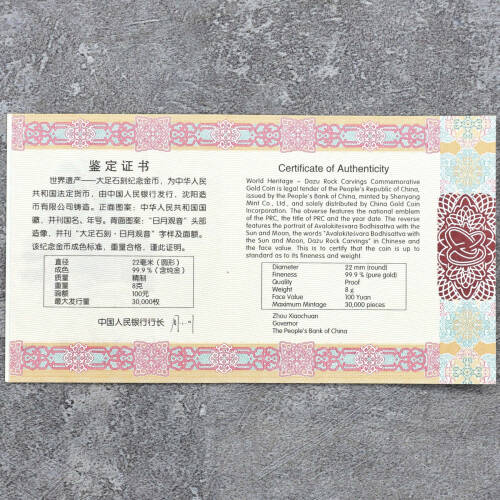 鉴定证书
世界遗产——大足石刻纪念金币，为中华人民
共和国法定货币，由中国人民银行发行，沈阳造
币有限公司铸造。正面图案：中华人民共和国国
徽，并刊国名、年号。背面图案：“日月观音”头部
造像，并刊“大足石刻·日月观音”字样及面额。
该纪念金币成色标准，重量合格，谨此证明。
直径 22毫米（圆形）
成色 99.9%（含纯金）
质量 精制
重量 8克
面额 100元
最大发行量 30,000枚
中国人民银行行长
Certificate of Authenticity
World Heritage – Dazu Rock Carvings Commemorative
Gold Coin is legal tender of the People's Republic of China,
issued by the People's Bank of China, minted by Shenyang
Mint Co., Ltd., and solely distributed by China Gold Coin
Incorporation. The obverse features the national emblem
of the PRC, the title of PRC and the year date. The reverse
features the portrait of Avalokiteisvara Bodhisattva with the
Sun and Moon, the words "Avalokiteisvara Bodhisattva with
the Sun and Moon, Dazu Rock Carvings" in Chinese and
the face value. This is to certify that the coin is up to
standard as to its fineness and weight
Diameter 22 mm (round)
Fineness 99.9% (pure gold)
Quality Proof
Weight 8 g
Face Value 100 Yuan
Maximum Mintage 30,000 pieces
Zhou Xiaochuan
Governor
The People's Bank of China